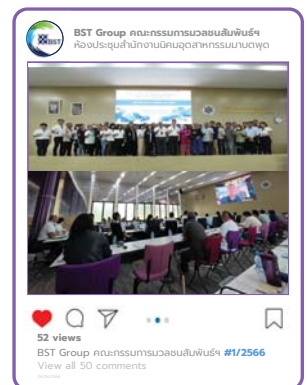 BST
BST Group คณะกรรมการมวลชนสัมพันธ์ฯ
ห้องประชุมสำนักงานนิคมอุตสาหกรรมมาบตพุด
52 views
BST Group คณะกรรมการมวลชนสัมพันธ์ฯ #1/2566
View all 50 comments